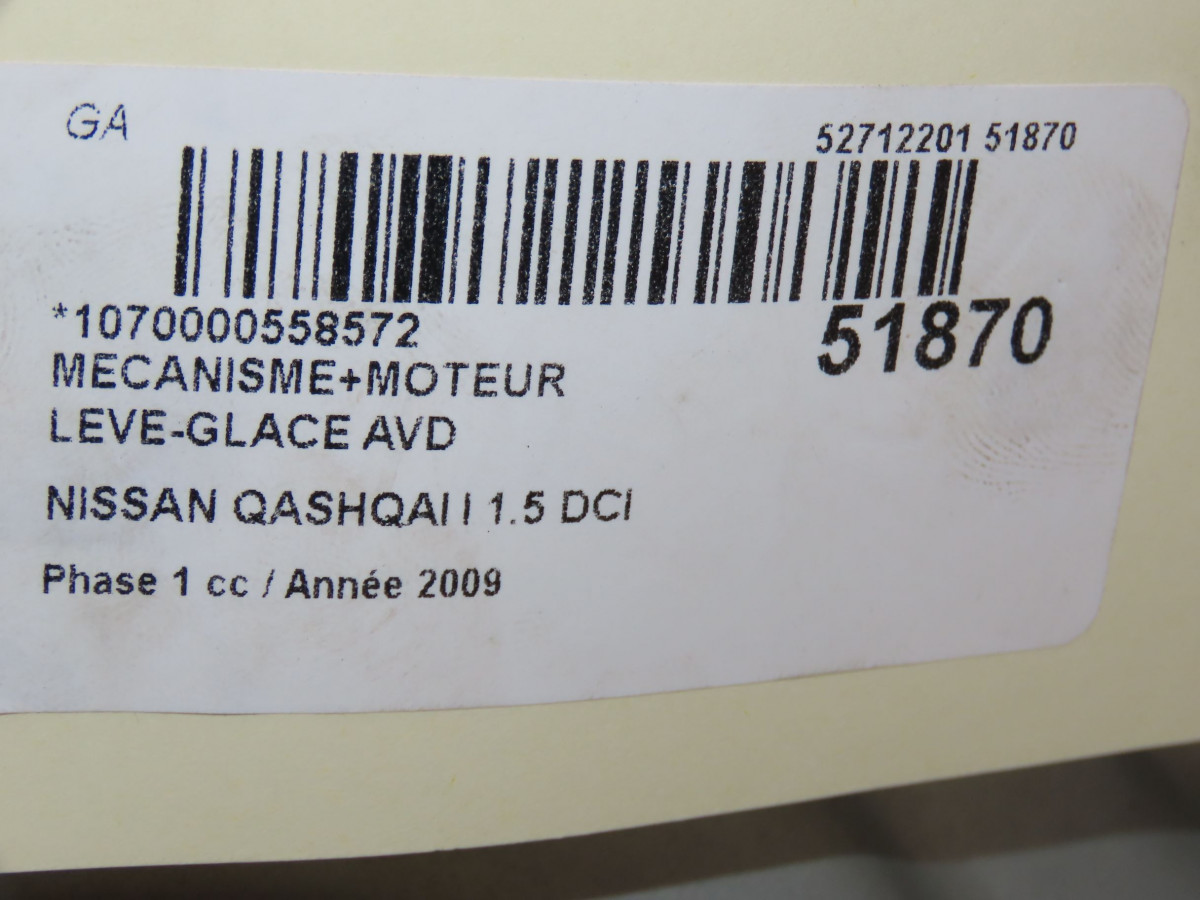 GA
52712201 51870
*1070000558572
51870
MECANISME+MOTEUR
LEVE-GLACE AVD
NISSAN QASHQAI I 1.5 DCI
Phase 1 cc / Année 2009